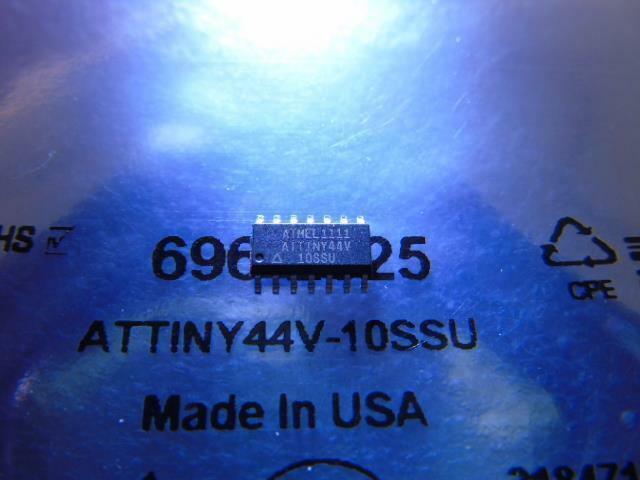 ATMEL1111
ATTINY44V
10SSU
HS
696
25
CPE
ATTINY44V-10SSU
Made In USA